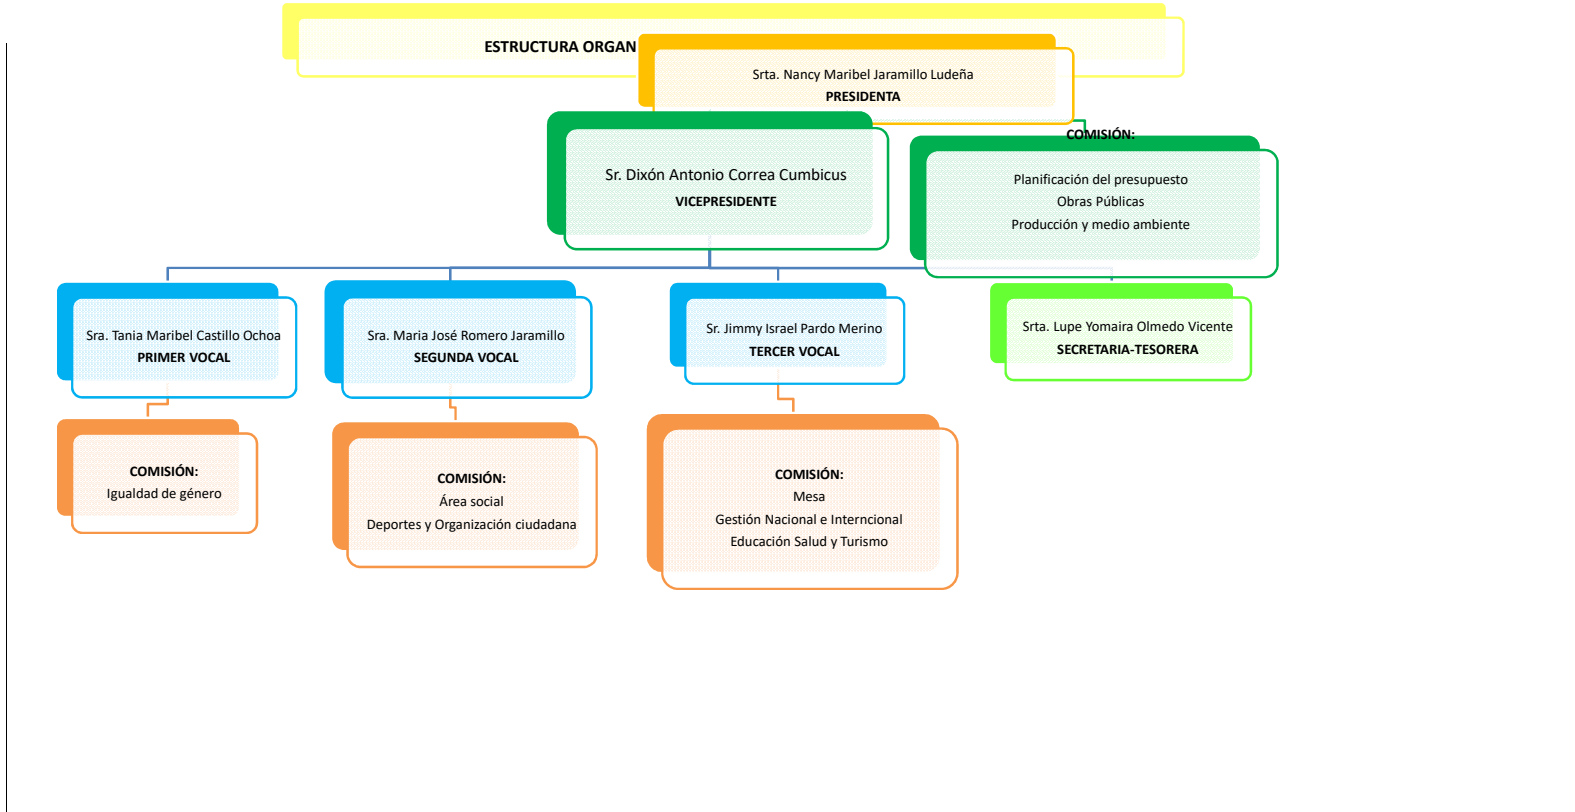 ESTRUCTURA ORGAN
Srta. Nancy Maribel Jaramillo Ludeña
PRESIDENTA
Sr. Dixón Antonio Correa Cumbicus
VICEPRESIDENTE
COMISIÓN:
Planificación del presupuesto
Obras Públicas
Producción y medio ambiente
Sra. Tania Maribel Castillo Ochoa
PRIMER VOCAL
Sra. Maria José Romero Jaramillo
SEGUNDA VOCAL
Sr. Jimmy Israel Pardo Merino
TERCER VOCAL
Srta. Lupe Yomaira Olmedo Vicente
SECRETARIA-TESORERA
COMISIÓN:
Igualdad de género
COMISIÓN:
Área social
Deportes y Organización ciudadana
COMISIÓN:
Mesa
Gestión Nacional e Interncional
Educación Salud y Turismo